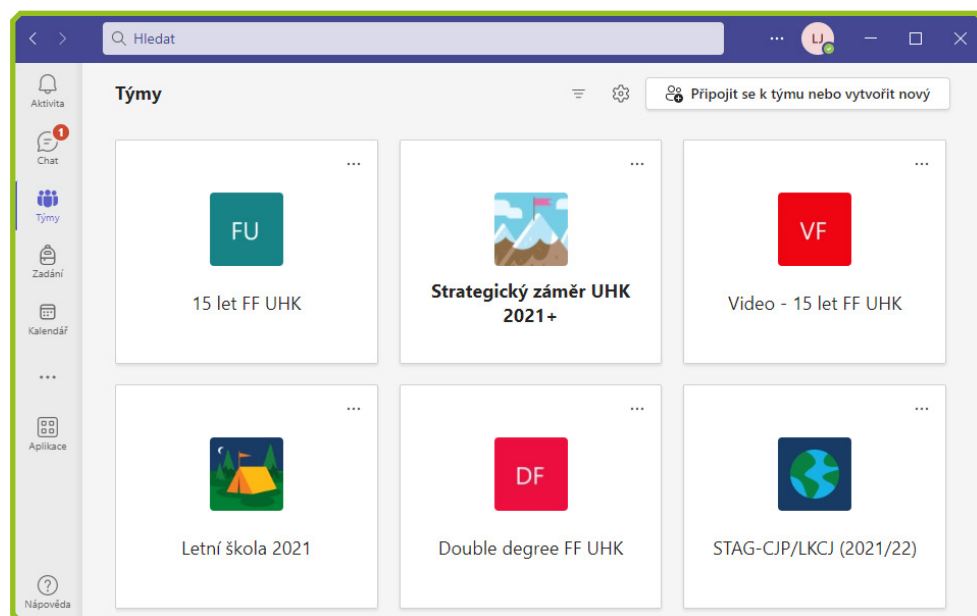 Hledat
LJ
Aktivita
1
Chat
Týmy
Zadání
Kalendář
Aplikace
Nápověda
Týmy
Připojit se k týmu nebo vytvořit nový
FU
15 let FF UHK
Strategický záměr UHK
2021+
VF
Video - 15 let FF UHK
Letní škola 2021
DF
Double degree FF UHK
STAG-CJP/LKCJ (2021/22)